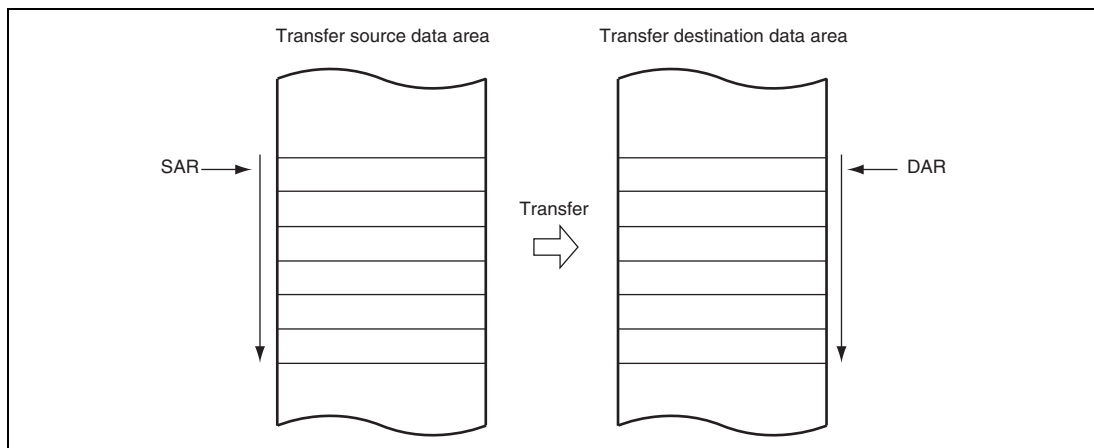 Transfer source data area
Transfer destination data area
SAR
DAR
Transfer